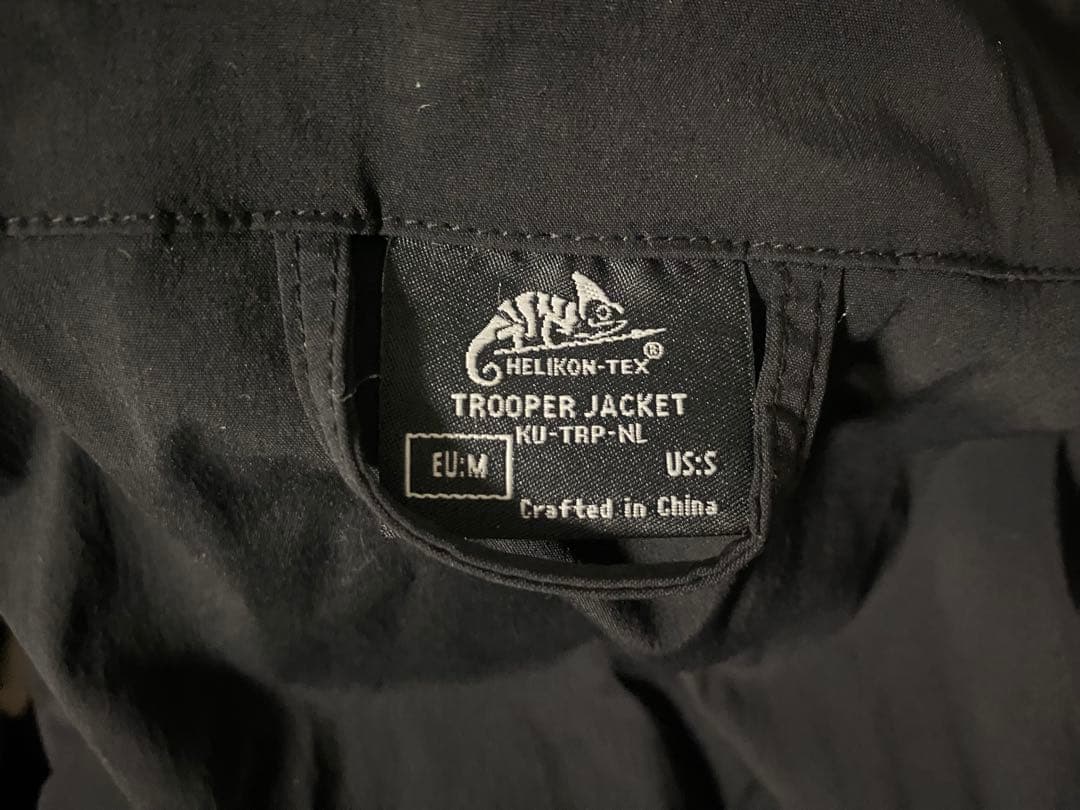 HELIKON-TEX®
TROOPER JACKET
KU-TRP-NL
EU:M US:S
Crafted in China